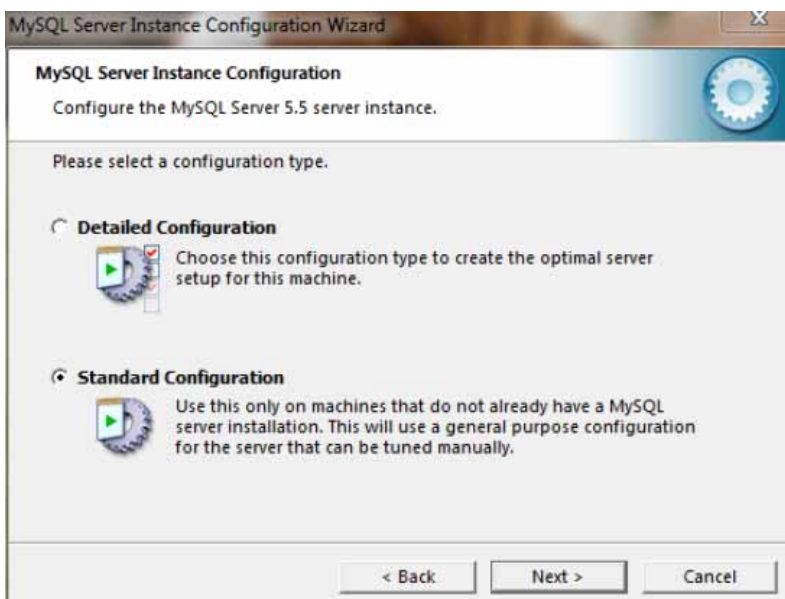 MySQL Server Instance Configuration Wizard
MySQL Server Instance Configuration
Configure the MySQL Server 5.5 server instance.
Please select a configuration type.
Detailed Configuration
Choose this configuration type to create the optimal server
setup for this machine.
Standard Configuration
Use this only on machines that do not already have a MySQL
server installation. This will use a general purpose configuration
for the server that can be tuned manually.
< Back
Next >
Cancel